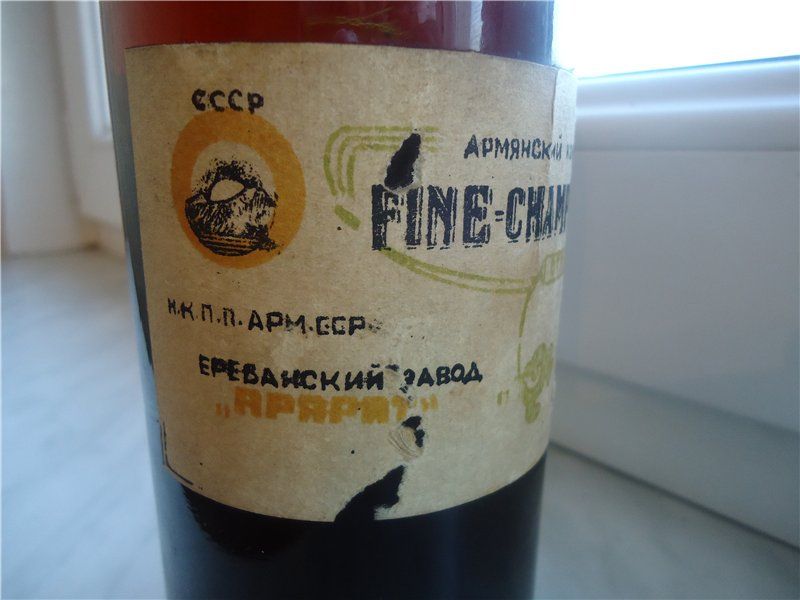 СССР
АРМЯНСКИЙ
FINE-CHAM
Н.К.П.П. АРМ.ССР
ЕРЕВАНСКИЙ ЗАВОД
„АРАРАТ"